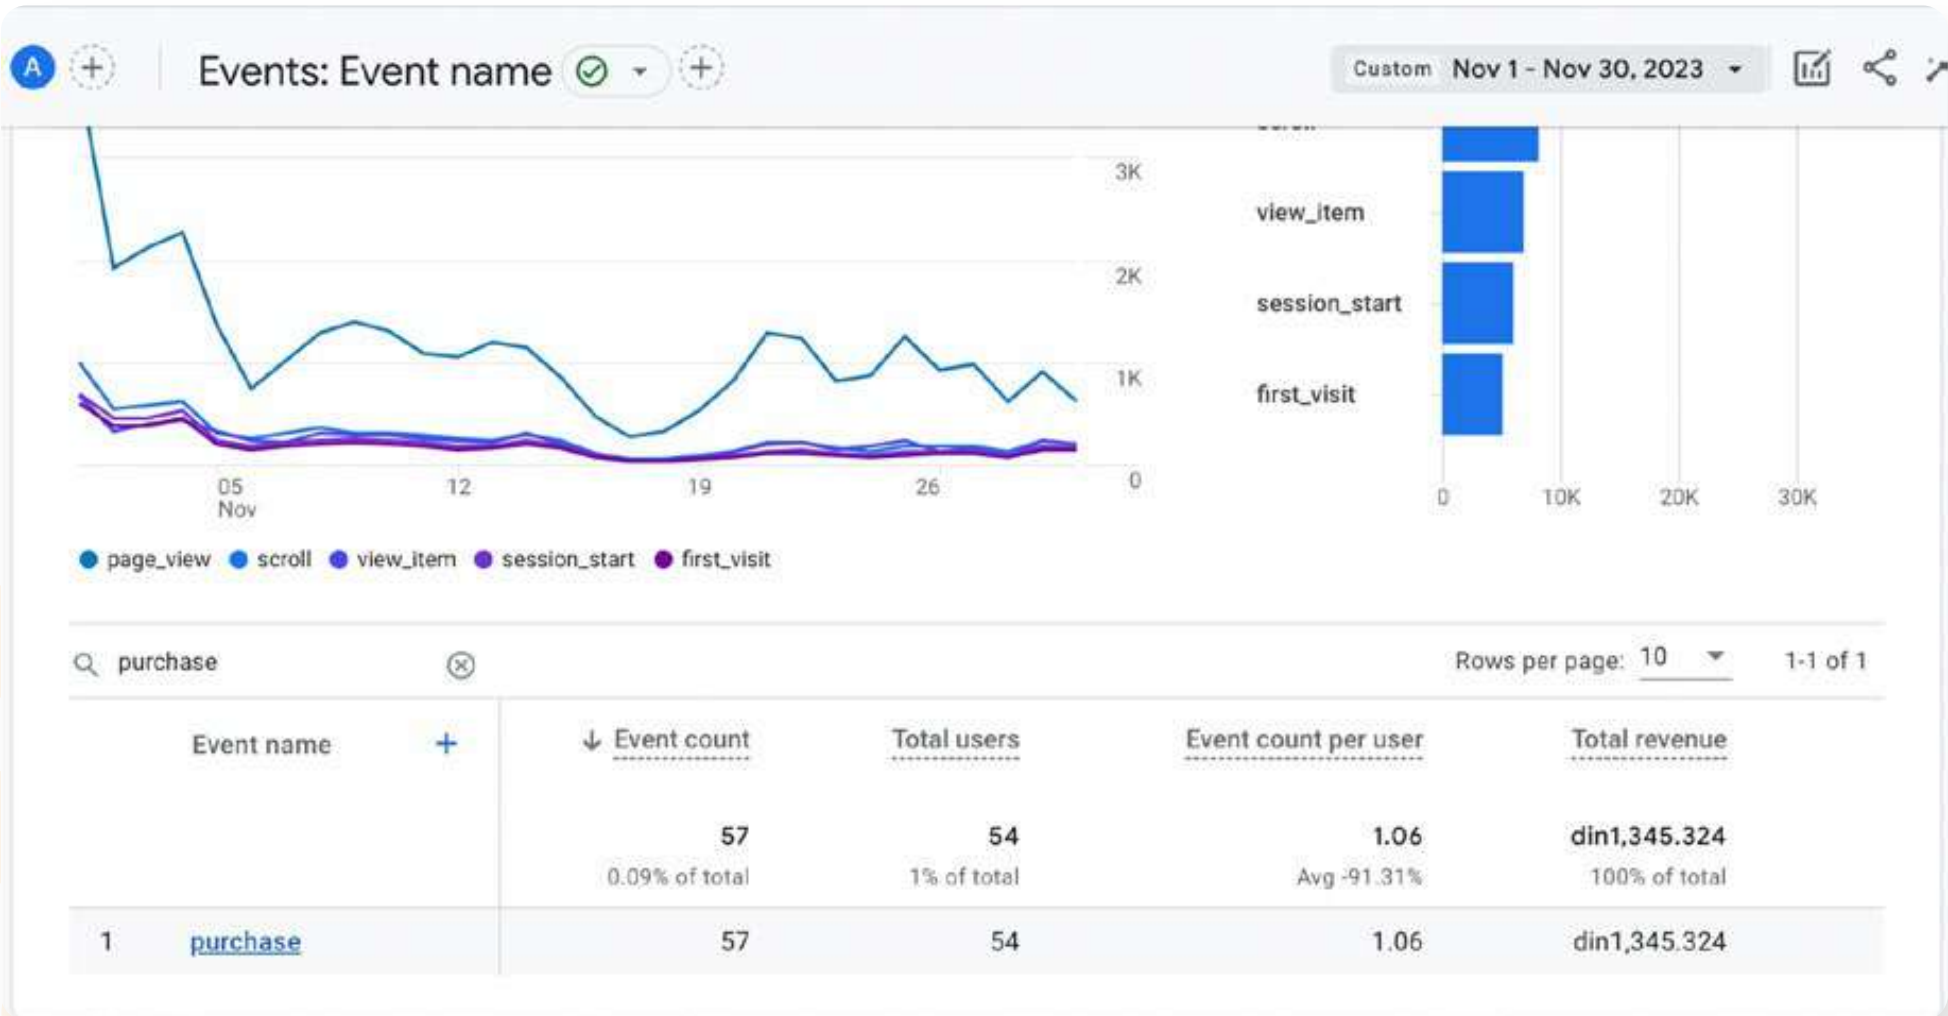 A
Events: Event name
Custom Nov 1 - Nov 30, 2023
3K
2K
1K
0
05
Nov
12
19
26
page_view scroll view_item session_start first_visit
view_item
session_start
first_visit
0 10K 20K 30K
purchase
Rows per page: 10 1-1 of 1
Event name + Event count Total users Event count per user Total revenue
57 54 1.06 din1,345.324
0.09% of total 1% of total Avg -91.31% 100% of total
1 purchase 57 54 1.06 din1,345.324